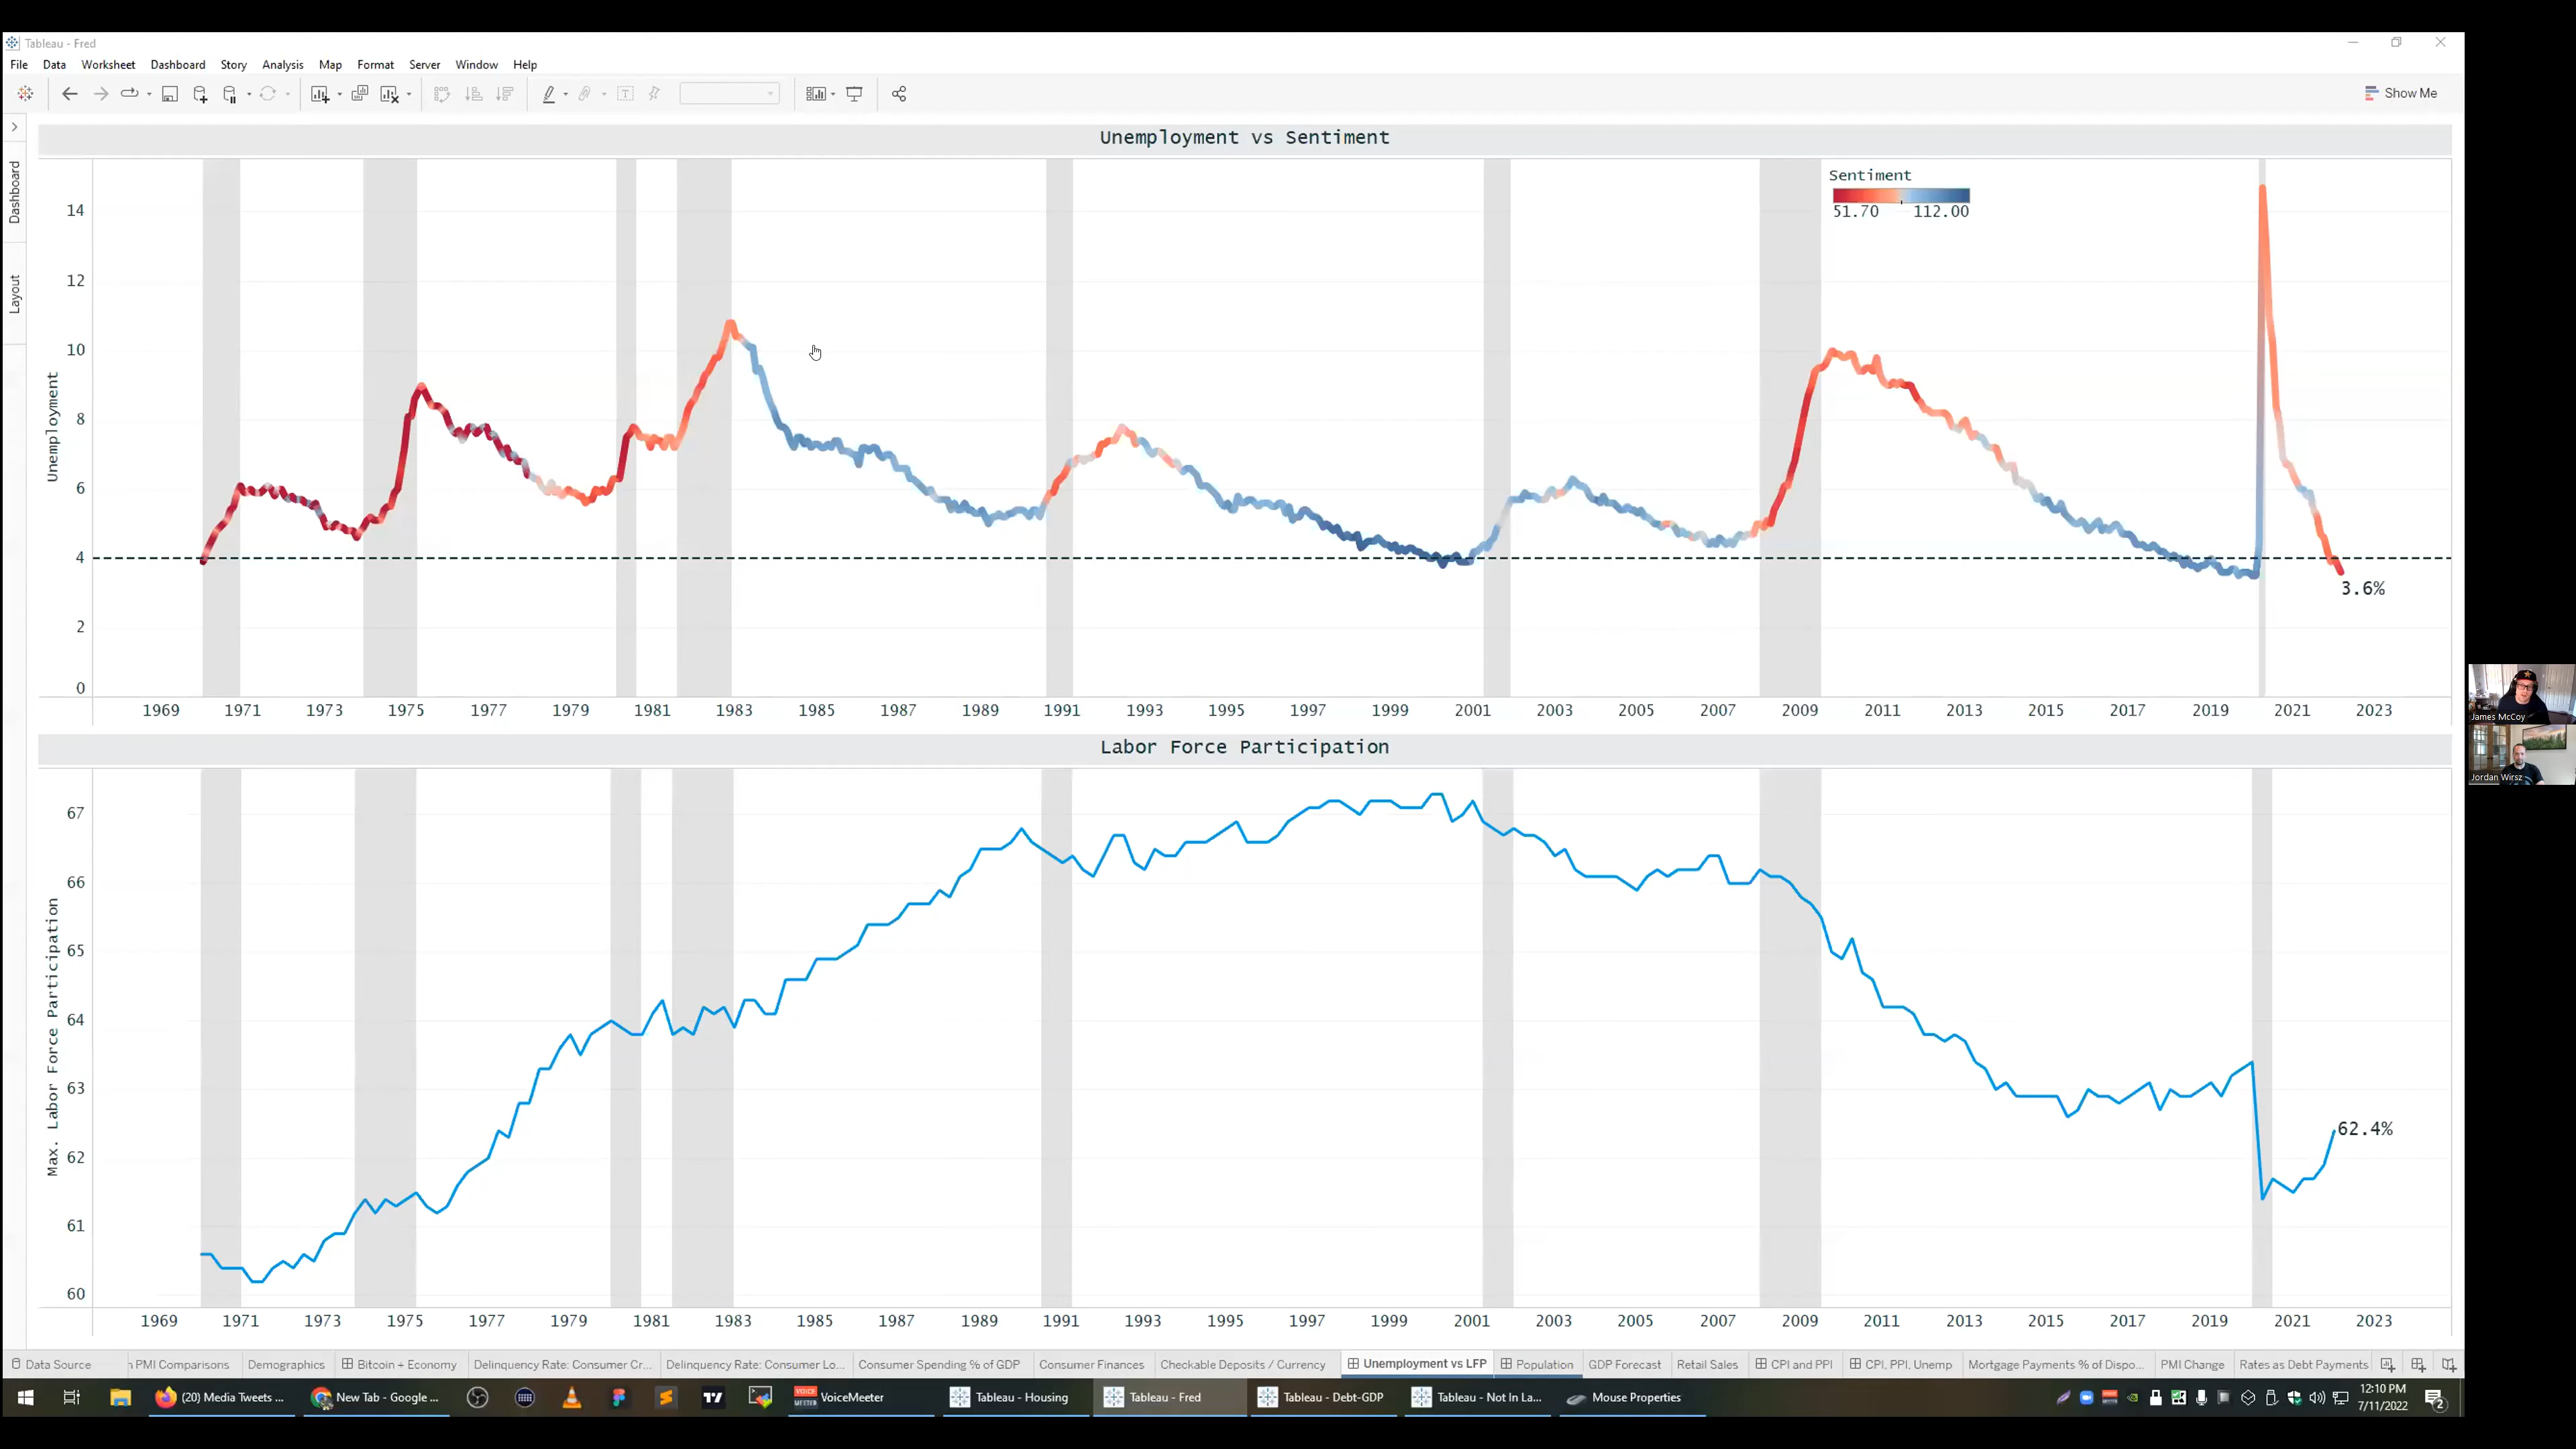 Tableau - Fred
File Data Worksheet Dashboard Story Analysis Map Format Server Window Help
Show Me
Dashboard
Layout
Unemployment vs Sentiment
Sentiment
51.70 112.00
Unemployment
14
12
10
8
6
4
2
0
3.6%
1969 1971 1973 1975 1977 1979 1981 1983 1985 1987 1989 1991 1993 1995 1997 1999 2001 2003 2005 2007 2009 2011 2013 2015 2017 2019 2021 2023
James McCoy
Jordan Wirsz
Labor Force Participation
Max. Labor Force Participation
67
66
65
64
63
62
61
60
62.4%
1969 1971 1973 1975 1977 1979 1981 1983 1985 1987 1989 1991 1993 1995 1997 1999 2001 2003 2005 2007 2009 2011 2013 2015 2017 2019 2021 2023
Data Source PMI Comparisons Demographics Bitcoin + Economy Delinquency Rate: Consumer Cr... Delinquency Rate: Consumer Lo... Consumer Spending % of GDP Consumer Finances Checkable Deposits / Currency Unemployment vs LFP Population GDP Forecast Retail Sales CPI and PPI CPI, PPI, Unemp Mortgage Payments % of Dispo... PMI Change Rates as Debt Payments
(20) Media Tweets ... New Tab - Google ... VOICE MEETER VoiceMeeter Tableau - Housing Tableau - Fred Tableau - Debt-GDP Tableau - Not In La... Mouse Properties
12:10 PM
7/11/2022
2